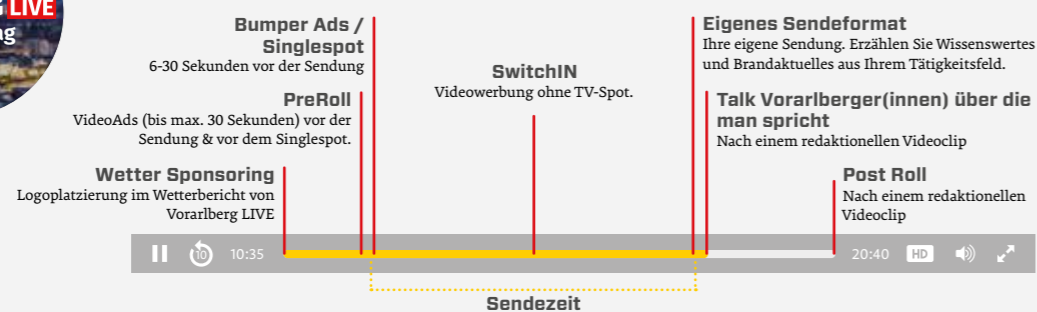 LIVE
Bumper Ads /
Singlespot
6-30 Sekunden vor der Sendung
PreRoll
VideoAds (bis max. 30 Sekunden) vor der
Sendung & vor dem Singlespot.
Wetter Sponsoring
Logoplatzierung im Wetterbericht von
Vorarlberg LIVE
SwitchIN
Videowerbung ohne TV-Spot.
Eigenes Sendeformat
Ihre eigene Sendung. Erzählen Sie Wissenswertes
und Brandaktuelles aus Ihrem Tätigkeitsfeld.
Talk Vorarlberger(innen) über die
man spricht
Nach einem redaktionellen Videoclip
Post Roll
Nach einem redaktionellen
Videoclip
10
10:35
20:40
HD
Sendezeit